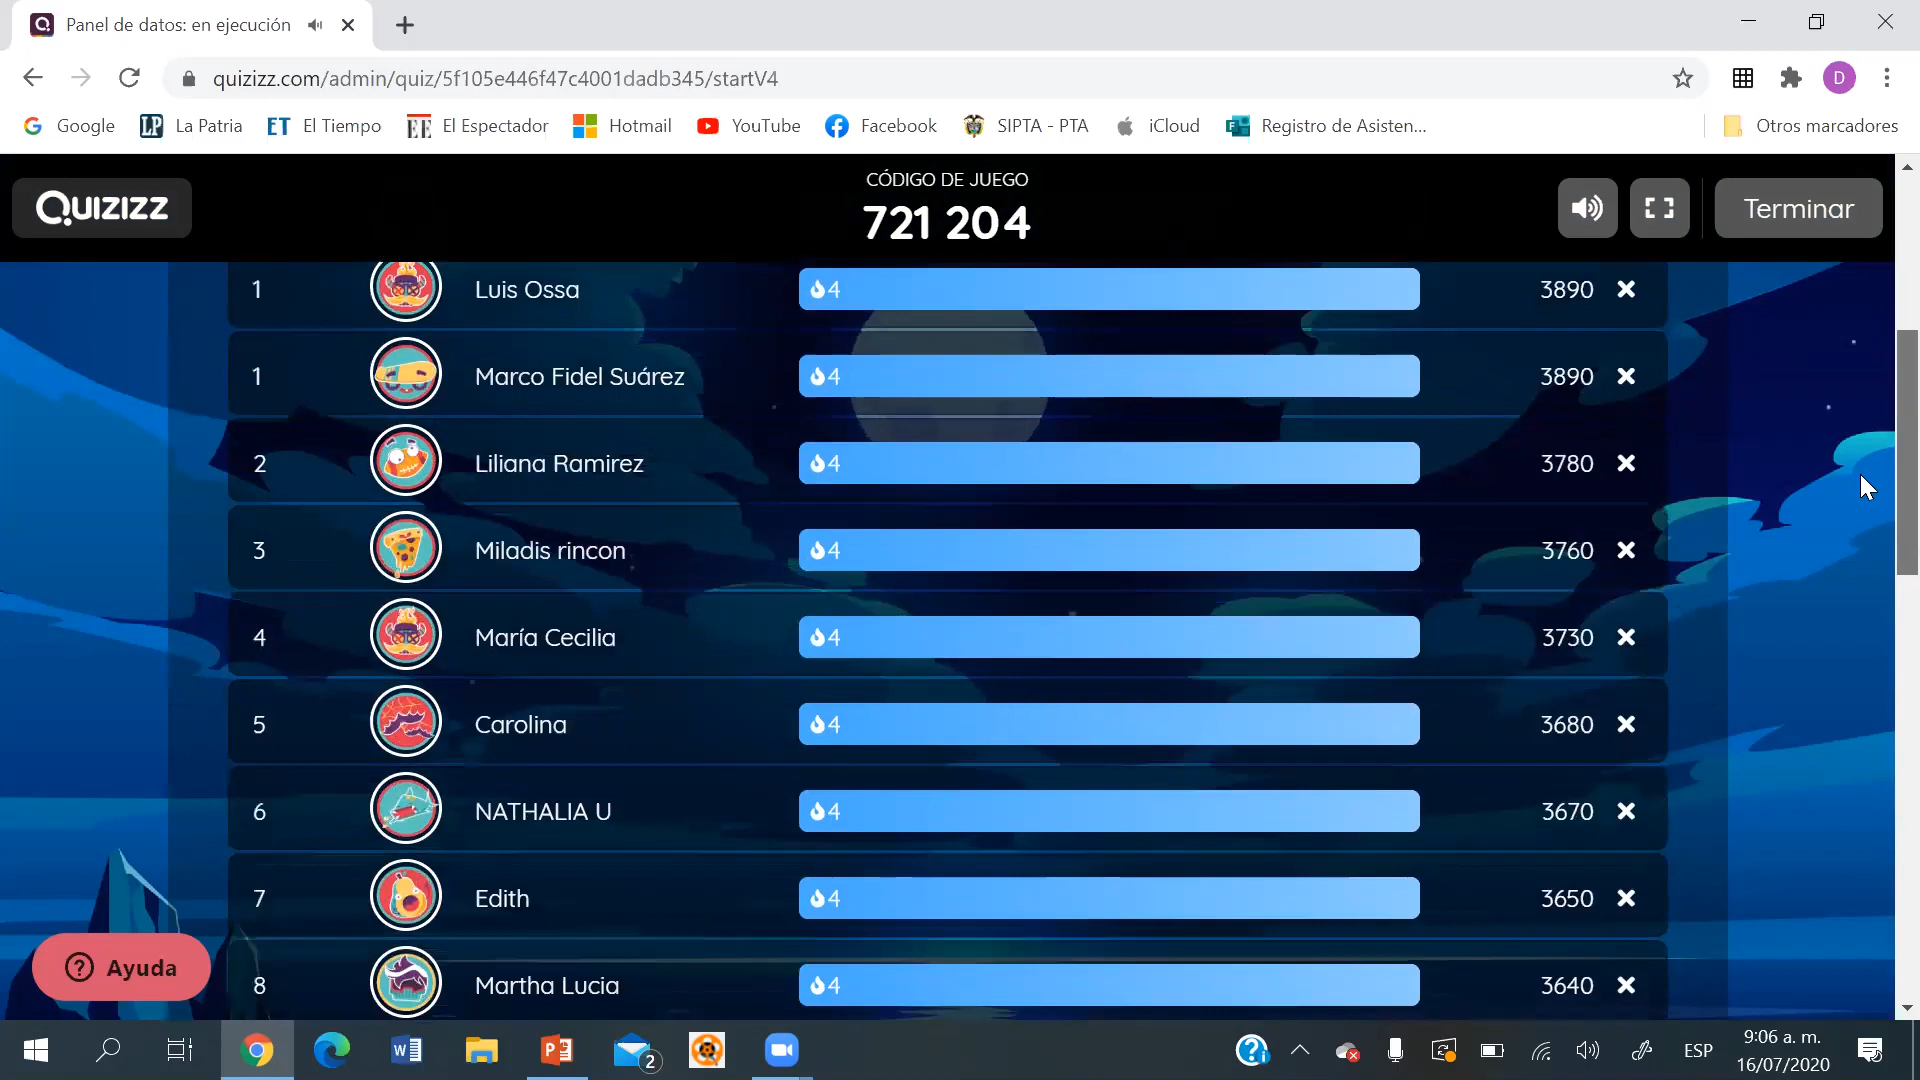 Panel de datos: en ejecución
quizizz.com/admin/quiz/5f105e446f47c4001dadb345/startV4
D
Google
LP La Patria
ET El Tiempo
EE El Espectador
Hotmail
YouTube
Facebook
SIPTA - PTA
iCloud
Registro de Asisten...
Otros marcadores
Quizizz
CÓDIGO DE JUEGO
721 204
Terminar
1 Luis Ossa 4 3890
1 Marco Fidel Suárez 4 3890
2 Liliana Ramirez 4 3780
3 Miladis rincon 4 3760
4 María Cecilia 4 3730
5 Carolina 4 3680
6 NATHALIA U 4 3670
7 Edith 4 3650
8 Martha Lucia 4 3640
? Ayuda
2
ESP
9:06 a. m.
16/07/2020